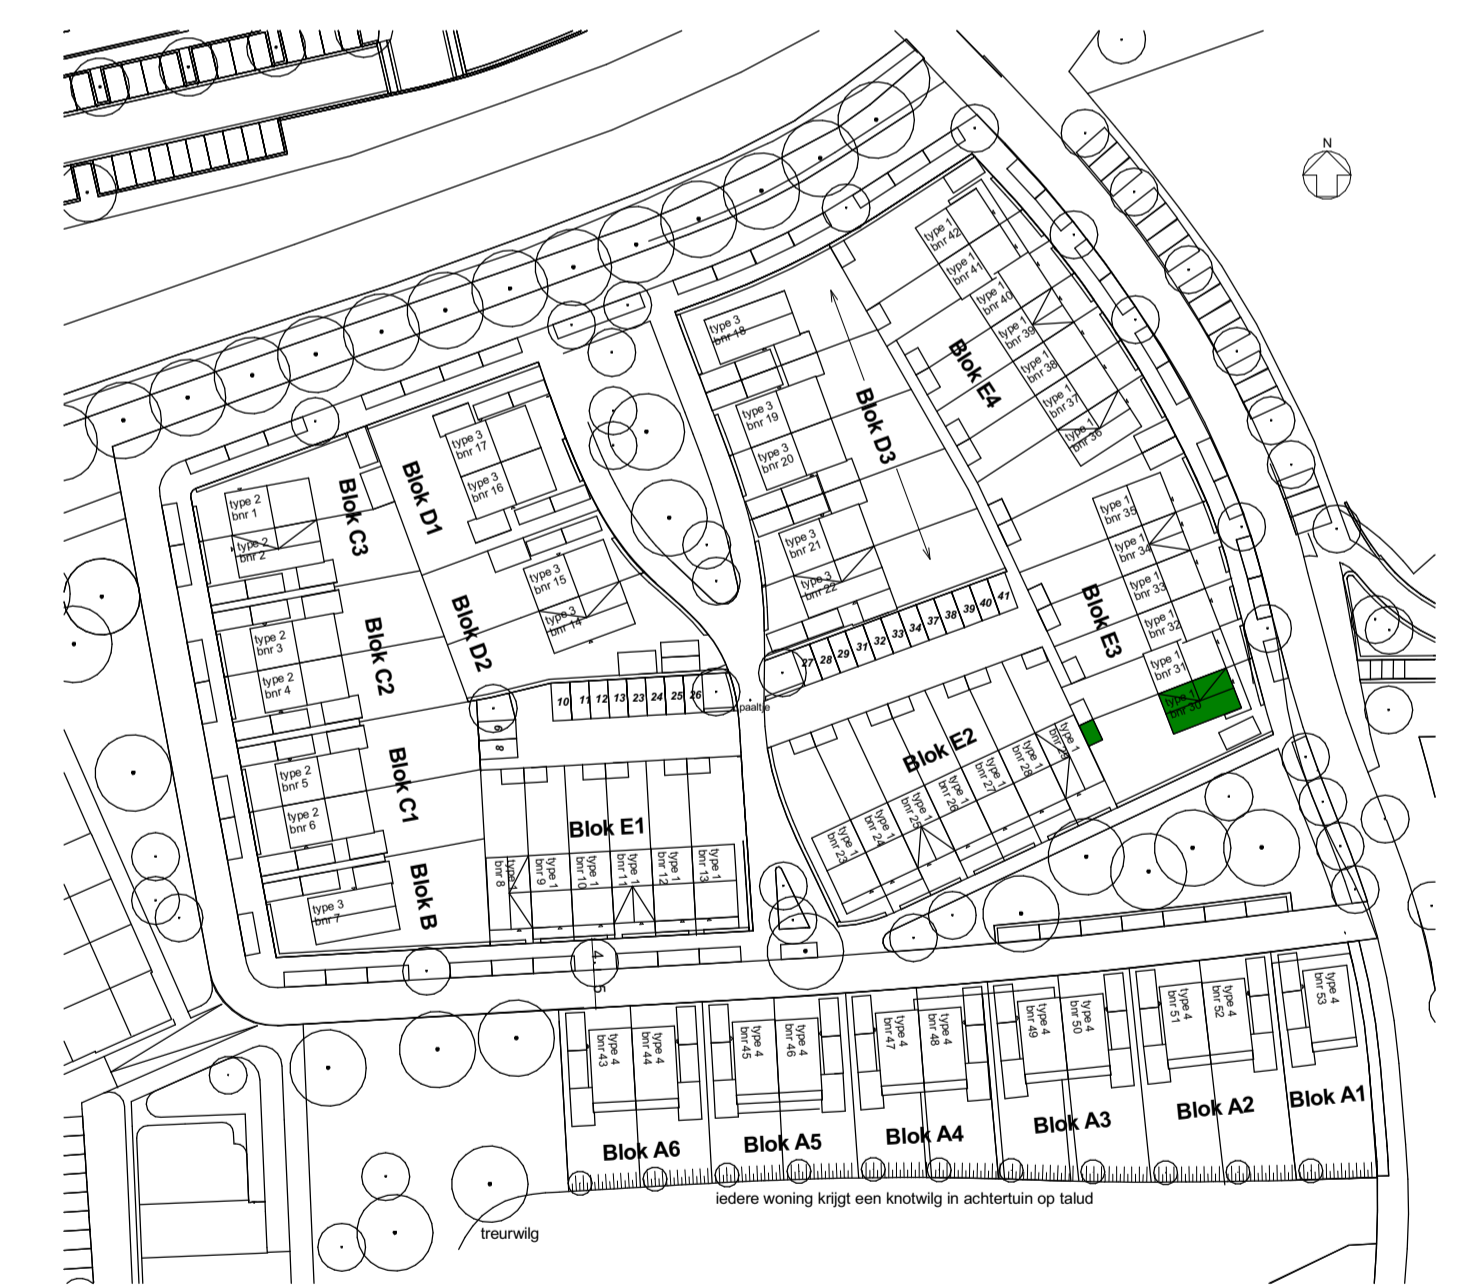 N
type 1
bnr 42
type 1
bnr 41
type 1
bnr 40
type 1
bnr 39
type 1
bnr 38
type 1
bnr 37
type 1
bnr 36
Blok E4
type 3
bnr 18
type 3
bnr 19
type 3
bnr 20
type 3
bnr 21
type 3
bnr 22
Blok D3
type 3
bnr 17
type 3
bnr 16
Blok D1
type 3
bnr 15
type 3
bnr 14
Blok D2
type 2
bnr 1
type 2
bnr 2
Blok C3
type 2
bnr 3
type 2
bnr 4
Blok C2
type 2
bnr 5
type 2
bnr 6
Blok C1
type 3
bnr 7
Blok B
type 1
bnr 35
type 1
bnr 34
type 1
bnr 33
type 1
bnr 32
type 1
bnr 31
type 1
bnr 30
Blok E3
27 28 29 31 32 33 34 37 38 39 40 41
10 11 12 13 23 24 25 26
paaltje
8
Blok E2
type 1
bnr 23
type 1
bnr 24
type 1
bnr 25
type 1
bnr 26
type 1
bnr 27
type 1
bnr 28
type 1
bnr 29
Blok E1
type 1
bnr 8
type 1
bnr 9
type 1
bnr 10
type 1
bnr 11
type 1
bnr 12
type 1
bnr 13
type 4
bnr 43
type 4
bnr 44
type 4
bnr 45
type 4
bnr 46
type 4
bnr 47
type 4
bnr 48
type 4
bnr 49
type 4
bnr 50
type 4
bnr 51
type 4
bnr 52
type 4
bnr 53
Blok A6
Blok A5
Blok A4
Blok A3
Blok A2
Blok A1
iedere woning krijgt een knotwilg in achtertuin op talud
treurwilg